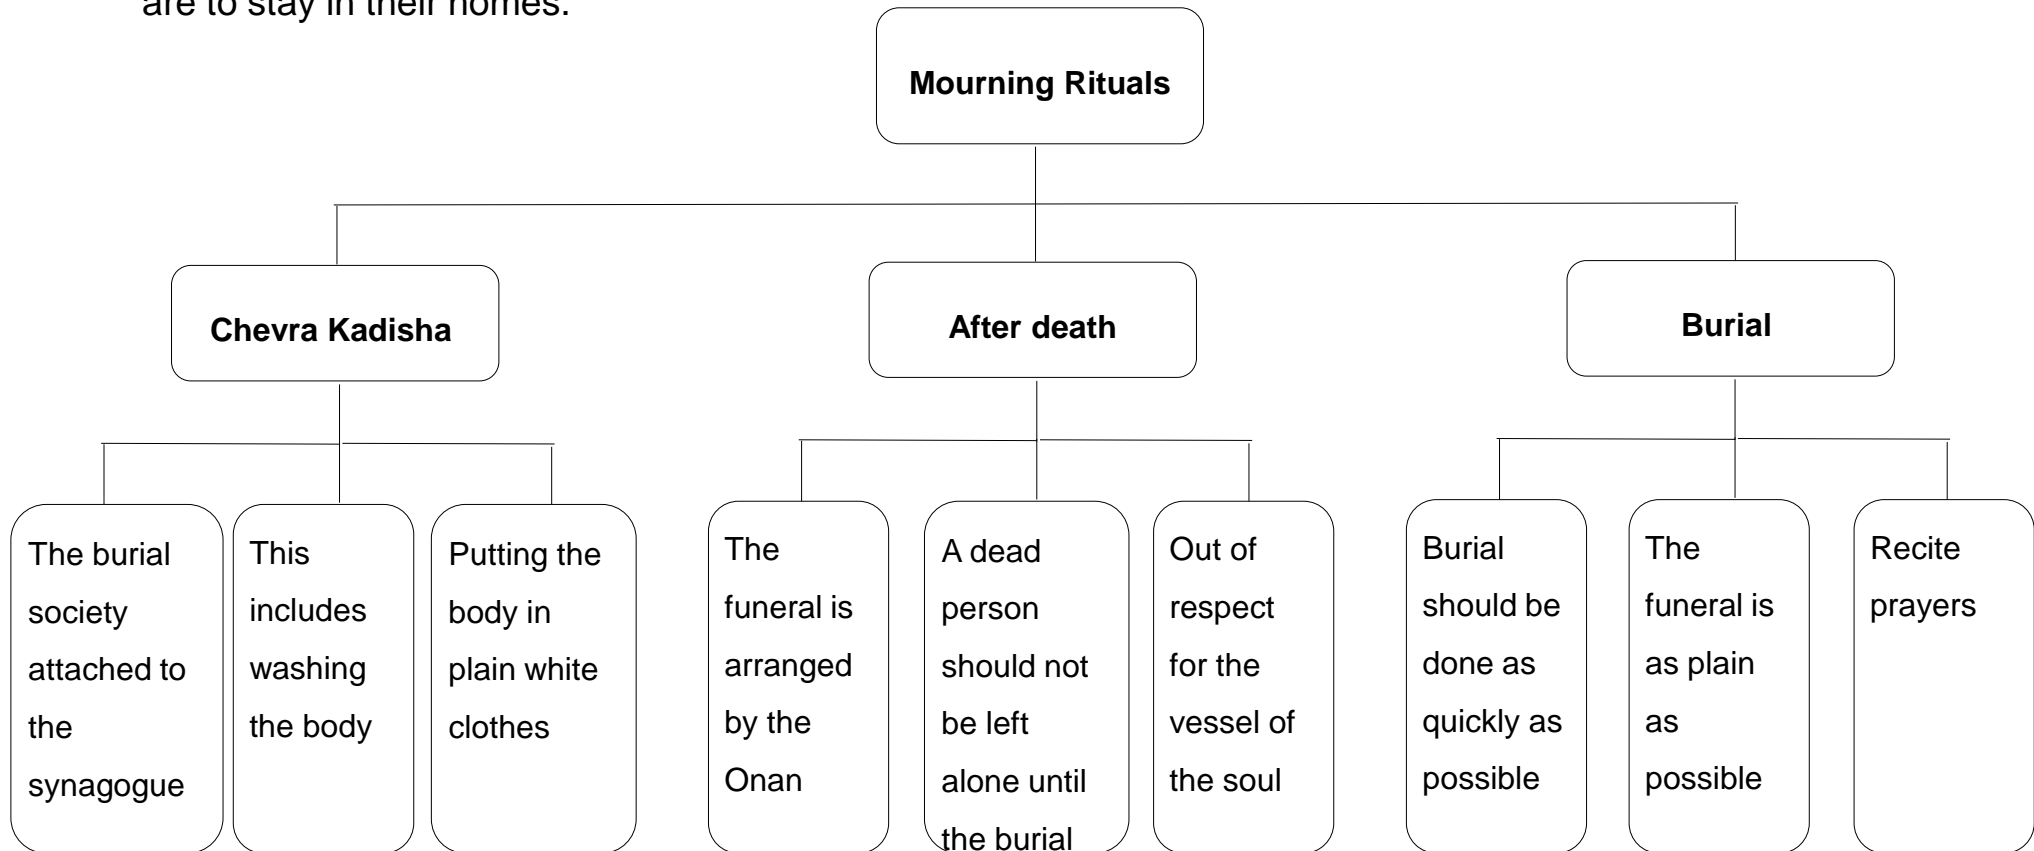 are to stay in their homes.
Mourning Rituals
Chevra Kadisha
After death
Burial
The burial
society
attached to
the
synagogue
This
includes
washing
the body
Putting the
body in
plain white
clothes
The
funeral is
arranged
by the
Onan
A dead
person
should not
be left
alone until
the burial
Out of
respect
for the
vessel of
the soul
Burial
should be
done as
quickly as
possible
The
funeral is
as plain
as
possible
Recite
prayers